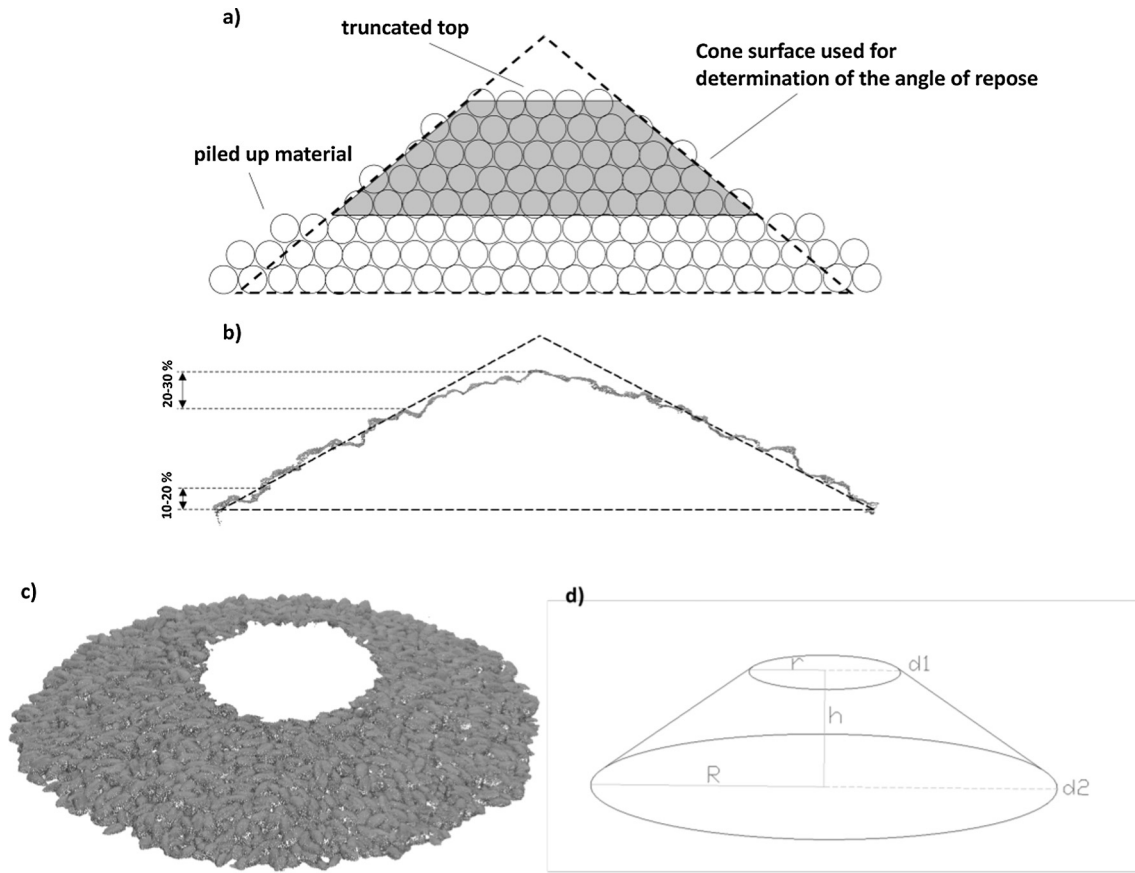 a)
truncated top
Cone surface used for
determination of the angle of repose
piled up material
b)
20-30 %
10-20 %
c)
d)
r
d1
h
R
d2